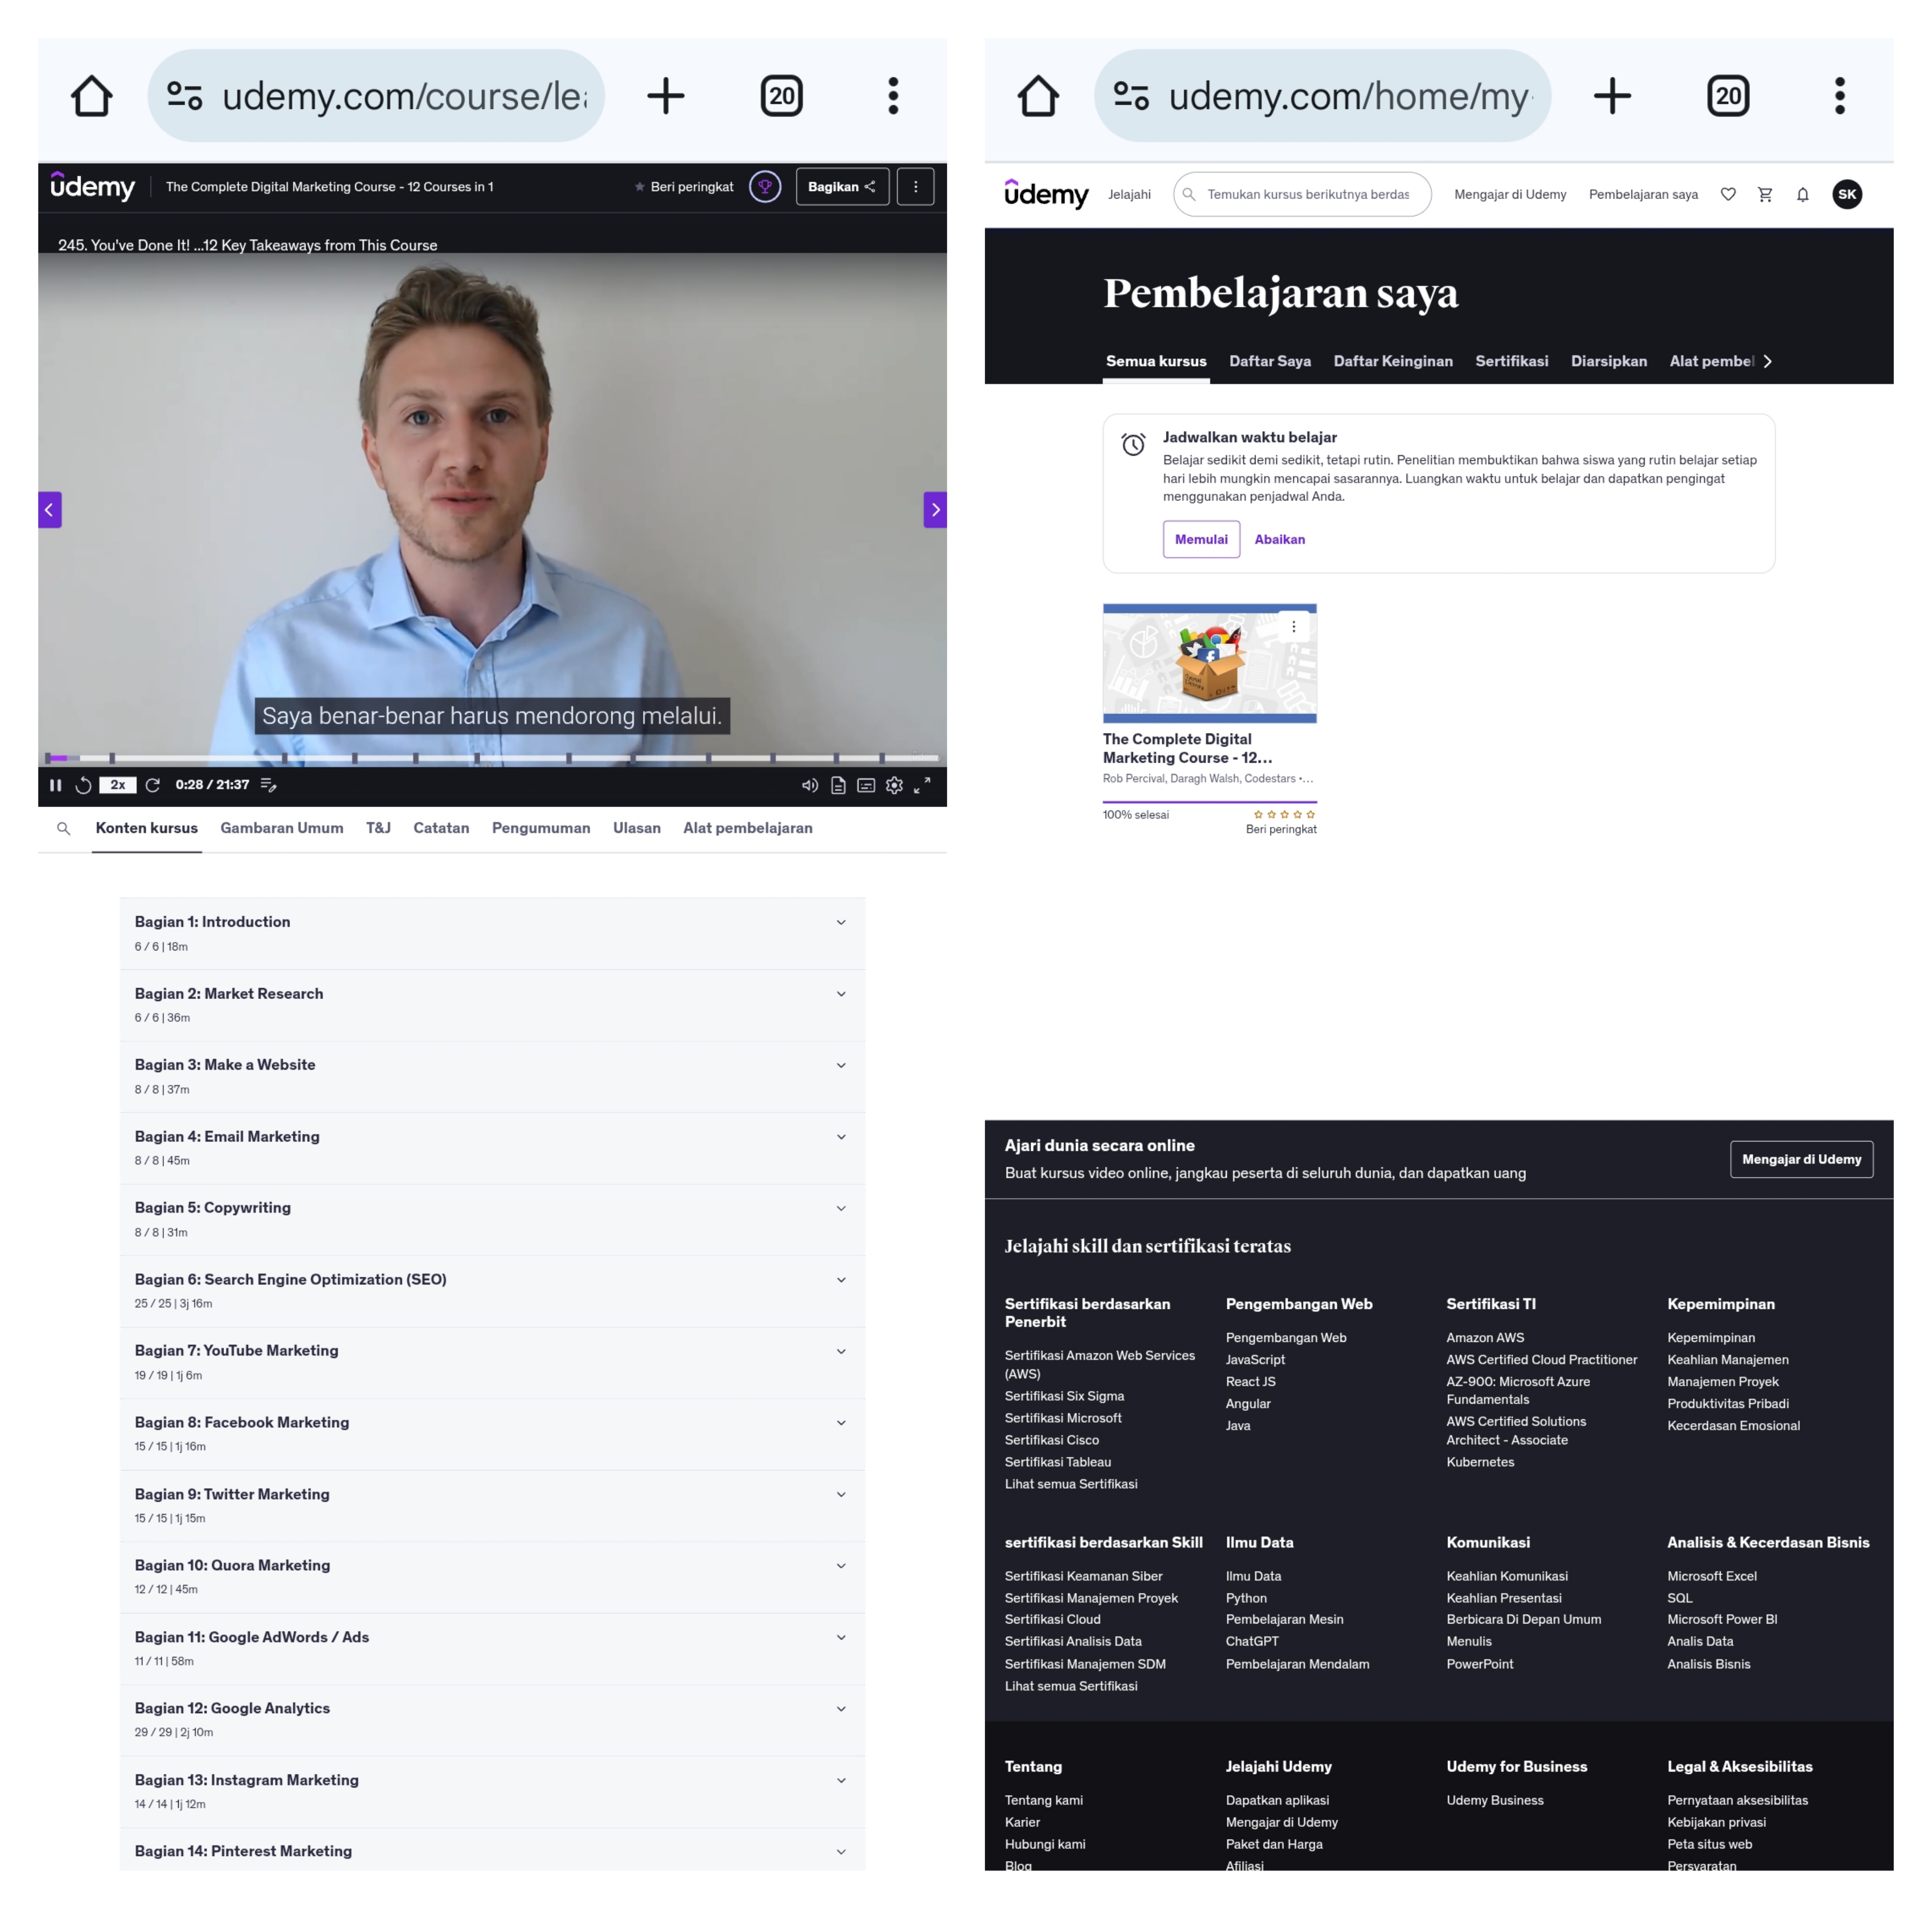 udemy.com/course/le
20
udemy
The Complete Digital Marketing Course - 12 Courses in 1
Beri peringkat
Bagikan
245. You've Done It! ...12 Key Takeaways from This Course
Saya benar-benar harus mendorong melalui.
2x
0:28 / 21:37
Konten kursus
Gambaran Umum
T&J
Catatan
Pengumuman
Ulasan
Alat pembelajaran
Bagian 1: Introduction
6 / 6 | 18m
Bagian 2: Market Research
6 / 6 | 36m
Bagian 3: Make a Website
8 / 8 | 37m
Bagian 4: Email Marketing
8 / 8 | 45m
Bagian 5: Copywriting
8 / 8 | 31m
Bagian 6: Search Engine Optimization (SEO)
25 / 25 | 3j 16m
Bagian 7: YouTube Marketing
19 / 19 | 1j 6m
Bagian 8: Facebook Marketing
15 / 15 | 1j 16m
Bagian 9: Twitter Marketing
15 / 15 | 1j 15m
Bagian 10: Quora Marketing
12 / 12 | 45m
Bagian 11: Google AdWords / Ads
11 / 11 | 58m
Bagian 12: Google Analytics
29 / 29 | 2j 10m
Bagian 13: Instagram Marketing
14 / 14 | 1j 12m
Bagian 14: Pinterest Marketing
udemy.com/home/my
20
udemy
Jelajahi
Temukan kursus berikutnya berdas
Mengajar di Udemy
Pembelajaran saya
SK
Pembelajaran saya
Semua kursus
Daftar Saya
Daftar Keinginan
Sertifikasi
Diarsipkan
Alat pembel
Jadwalkan waktu belajar
Belajar sedikit demi sedikit, tetapi rutin. Penelitian membuktikan bahwa siswa yang rutin belajar setiap
hari lebih mungkin mencapai sasarannya. Luangkan waktu untuk belajar dan dapatkan pengingat
menggunakan penjadwal Anda.
Memulai
Abaikan
The Complete Digital
Marketing Course - 12...
Rob Percival, Daragh Walsh, Codestars •...
100% selesai
Beri peringkat
Ajari dunia secara online
Buat kursus video online, jangkau peserta di seluruh dunia, dan dapatkan uang
Mengajar di Udemy
Jelajahi skill dan sertifikasi teratas
Sertifikasi berdasarkan
Penerbit
Sertifikasi Amazon Web Services
(AWS)
Sertifikasi Six Sigma
Sertifikasi Microsoft
Sertifikasi Cisco
Sertifikasi Tableau
Lihat semua Sertifikasi
Pengembangan Web
Pengembangan Web
JavaScript
React JS
Angular
Java
Sertifikasi TI
Amazon AWS
AWS Certified Cloud Practitioner
AZ-900: Microsoft Azure
Fundamentals
AWS Certified Solutions
Architect - Associate
Kubernetes
Kepemimpinan
Kepemimpinan
Keahlian Manajemen
Manajemen Proyek
Produktivitas Pribadi
Kecerdasan Emosional
sertifikasi berdasarkan Skill
Sertifikasi Keamanan Siber
Sertifikasi Manajemen Proyek
Sertifikasi Cloud
Sertifikasi Analisis Data
Sertifikasi Manajemen SDM
Lihat semua Sertifikasi
Ilmu Data
Ilmu Data
Python
Pembelajaran Mesin
ChatGPT
Pembelajaran Mendalam
Komunikasi
Keahlian Komunikasi
Keahlian Presentasi
Berbicara Di Depan Umum
Menulis
PowerPoint
Analisis & Kecerdasan Bisnis
Microsoft Excel
SQL
Microsoft Power BI
Analis Data
Analisis Bisnis
Tentang
Tentang kami
Karier
Hubungi kami
Blog
Jelajahi Udemy
Dapatkan aplikasi
Mengajar di Udemy
Paket dan Harga
Afiliasi
Udemy for Business
Udemy Business
Legal & Aksesibilitas
Pernyataan aksesibilitas
Kebijakan privasi
Peta situs web
Persyaratan